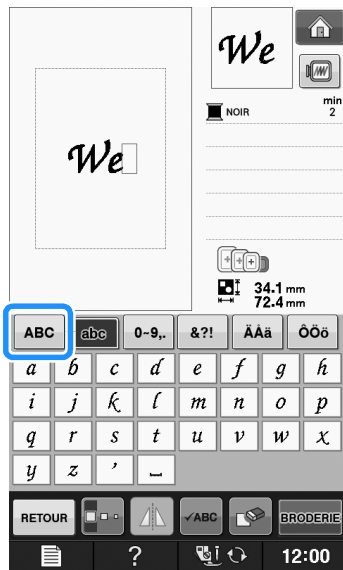 We
min
NOIR 2
We
34.1 mm
72.4 mm
ABC abc 0~9,. &?! ÄÅä ÔÖö
a b c d e f g h
i j k l m n o p
q r s t u v w x
y z ' ⌴
RETOUR ✓ABC BRODERIE
? 12:00